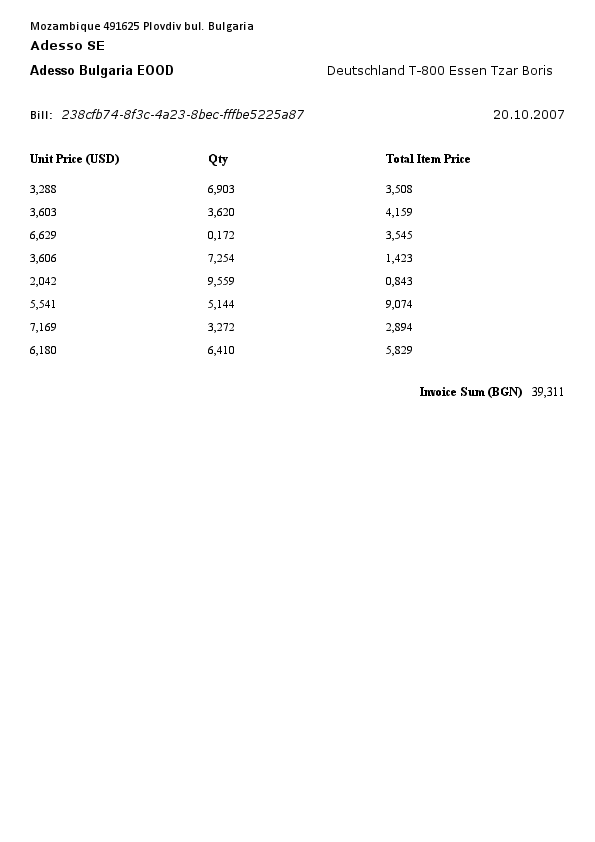 Mozambique 491625 Plovdiv bul. Bulgaria
Adesso SE
Adesso Bulgaria EOOD Deutschland T-800 Essen Tzar Boris
Bill: 238cfb74-8f3c-4a23-8bec-fffbe5225a87 20.10.2007
Unit Price (USD) Qty Total Item Price
3,288 6,903 3,508
3,603 3,620 4,159
6,629 0,172 3,545
3,606 7,254 1,423
2,042 9,559 0,843
5,541 5,144 9,074
7,169 3,272 2,894
6,180 6,410 5,829
Invoice Sum (BGN) 39,311